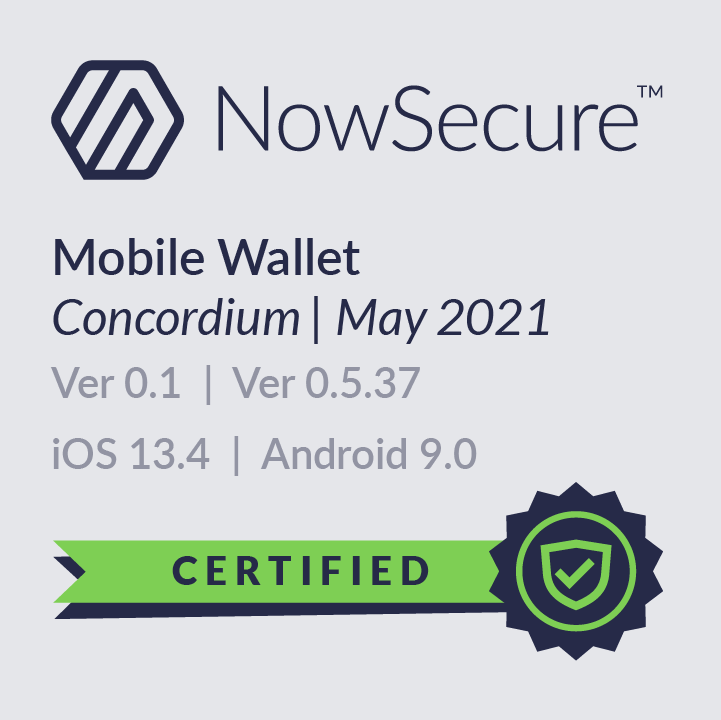 NowSecure™
Mobile Wallet
Concordium | May 2021
Ver 0.1 | Ver 0.5.37
iOS 13.4 | Android 9.0
CERTIFIED